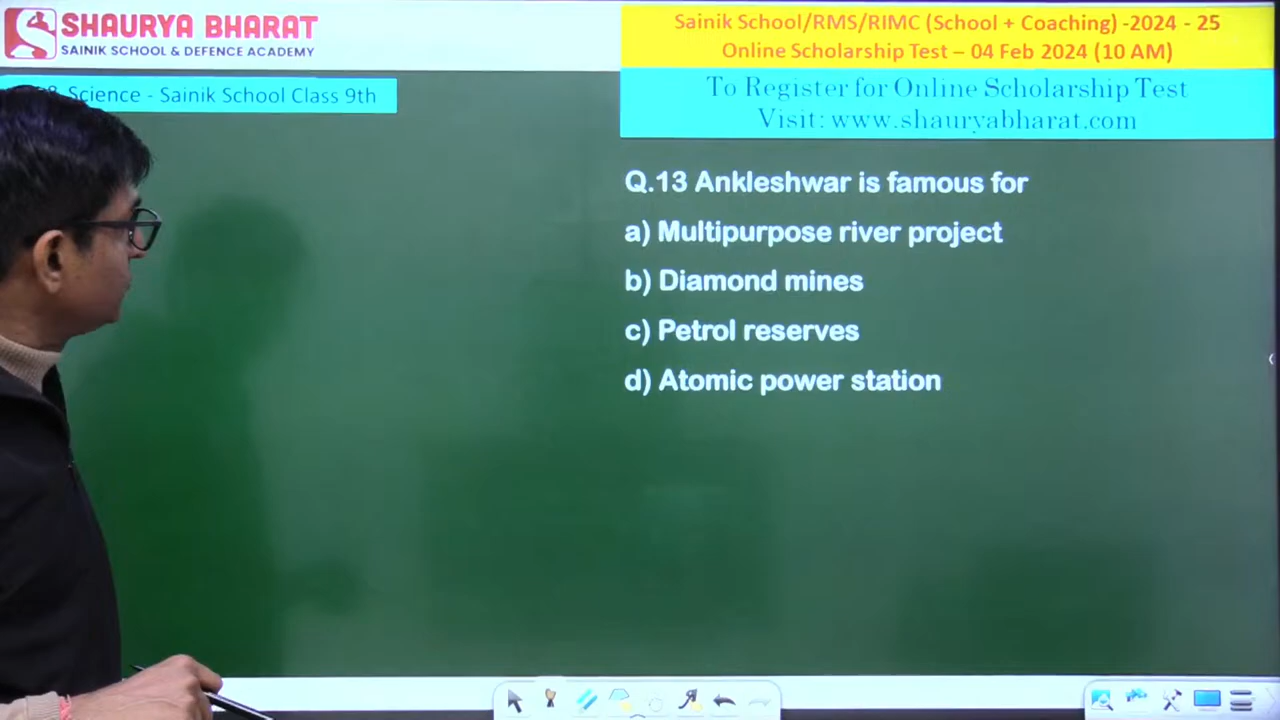 SHAURYA BHARAT
SAINIK SCHOOL & DEFENCE ACADEMY
Sainik School/RMS/RIMC (School + Coaching) -2024 - 25
Online Scholarship Test – 04 Feb 2024 (10 AM)
& Science - Sainik School Class 9th
To Register for Online Scholarship Test
Visit: www.shauryabharat.com
Q.13 Ankleshwar is famous for
a) Multipurpose river project
b) Diamond mines
c) Petrol reserves
d) Atomic power station